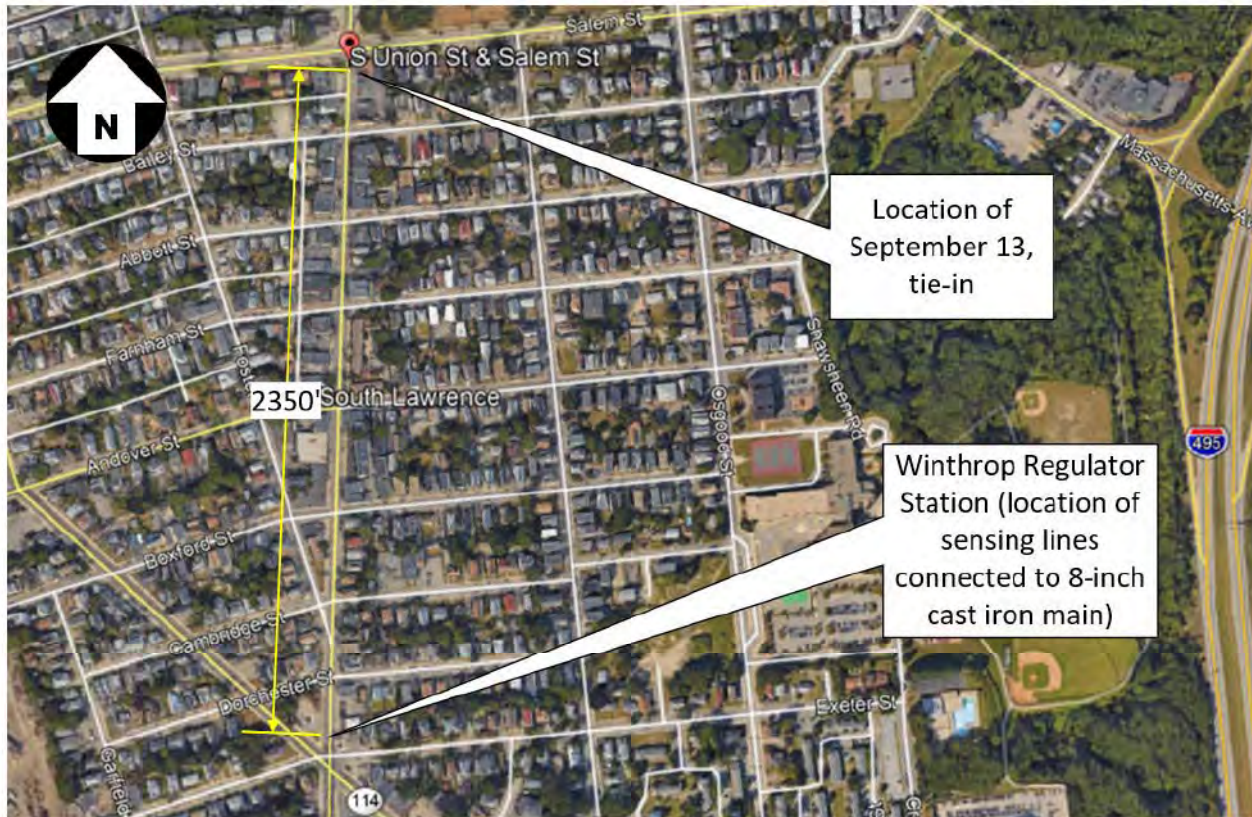 Salem St
S Union St & Salem St
N
Bailey St
Massachusetts A
Location of
September 13,
tie-in
Abbott St
Farnham St
Fost
Shawsheen Rd
2350'
South Lawrence
Osgood St
495
Andover St
Winthrop Regulator
Station (location of
sensing lines
connected to 8-inch
cast iron main)
Boxford St
Cambridge St
Dorchester St
Exeter St
Garfield
114